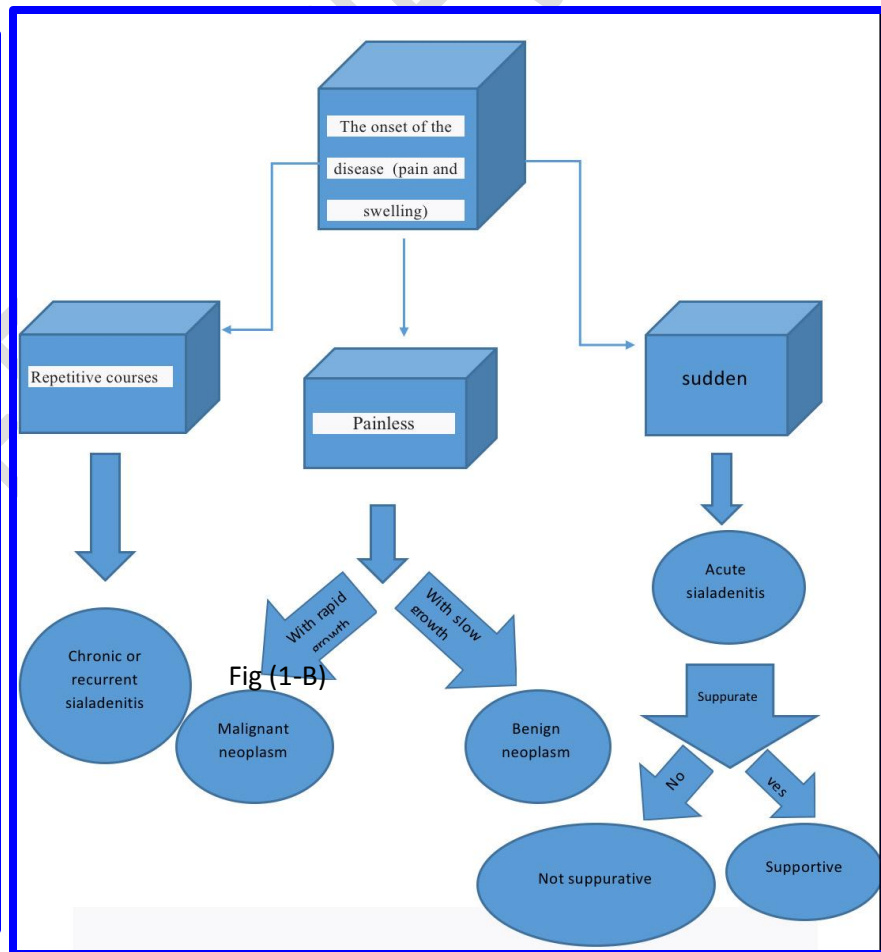 The onset of the
disease (pain and
swelling)
Repetitive courses
Painless
sudden
Acute
sialadenitis
With rapid
growth
With slow
growth
Chronic or
recurrent
sialadenitis
Fig (1-B)
Malignant
neoplasm
Benign
neoplasm
Suppurate
No
yes
Not suppurative
Supportive